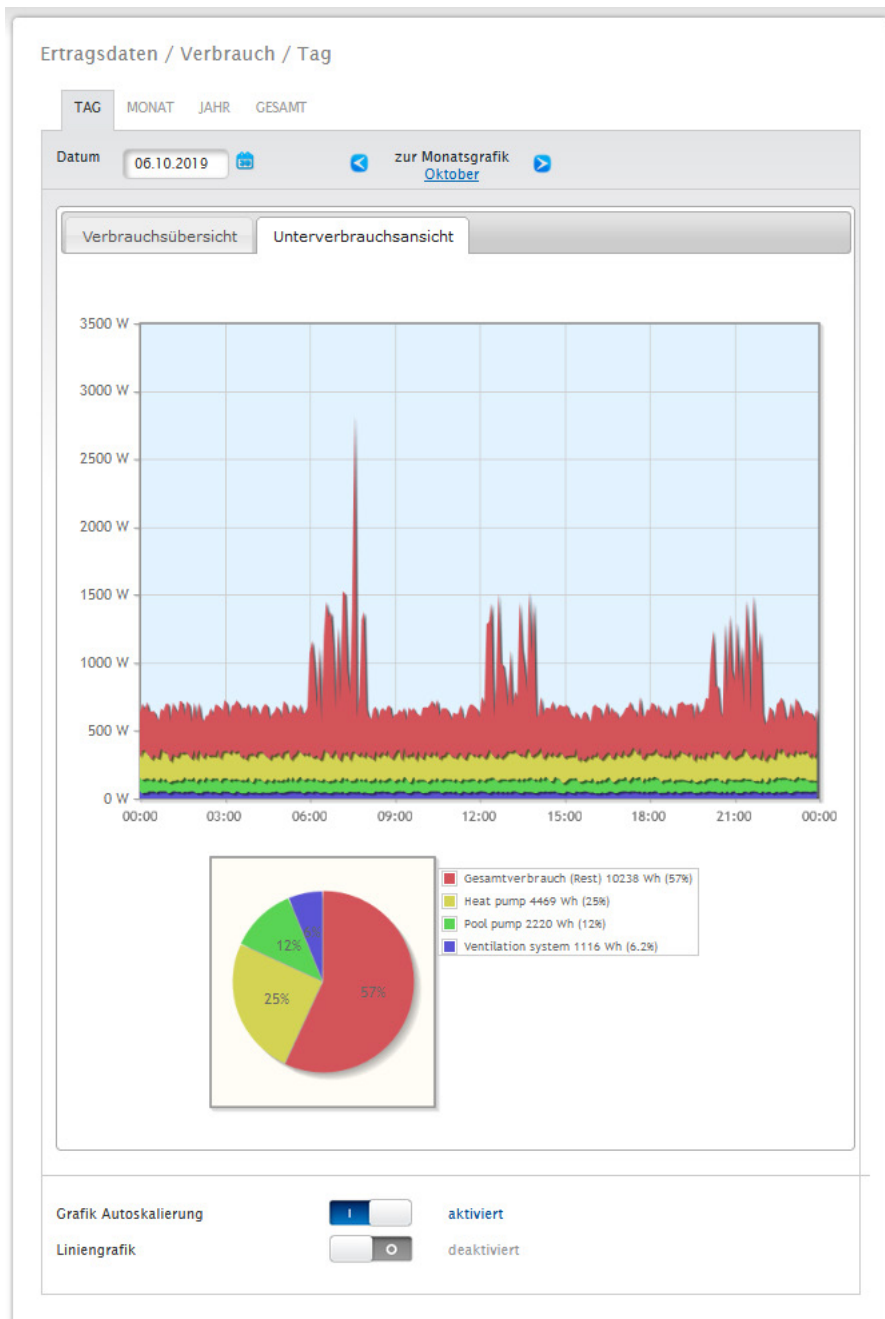 Ertragsdaten / Verbrauch / Tag
TAG MONAT JAHR GESAMT
Datum 06.10.2019 zur Monatsgrafik
Oktober
Verbrauchsübersicht Unterverbrauchsansicht
3500 W
3000 W
2500 W
2000 W
1500 W
1000 W
500 W
0 W
00:00 03:00 06:00 09:00 12:00 15:00 18:00 21:00 00:00
Gesamtverbrauch (Rest) 10238 Wh (57%)
Heat pump 4469 Wh (25%)
Pool pump 2220 Wh (12%)
Ventilation system 1116 Wh (6.2%)
12%
57%
25%
Grafik Autoskalierung I aktiviert
Liniengrafik O deaktiviert